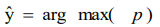 ŷ = arg max( p )